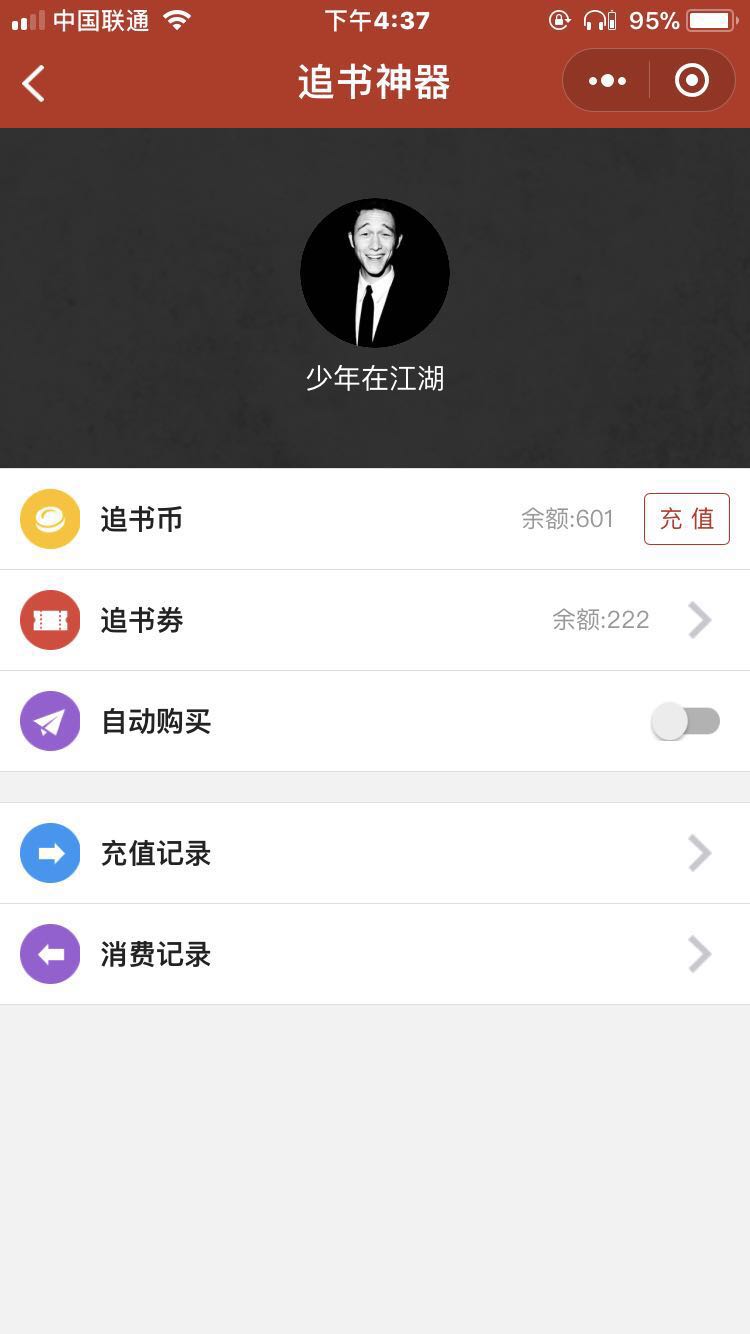 中国联通 下午4:37 95%
追书神器
少年在江湖
追书币 余额:601 充 值
追书券 余额:222
自动购买
充值记录
消费记录